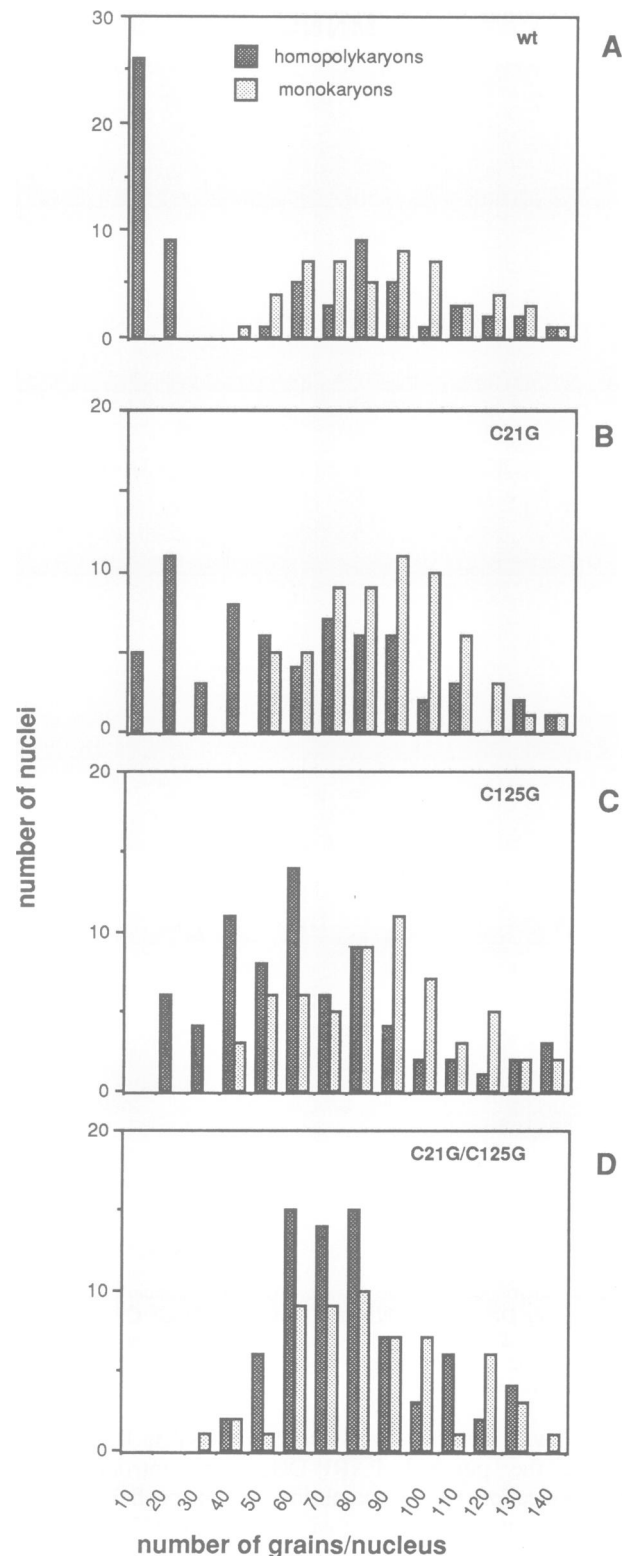 30
20
10
0
wt
A
homopolykaryons
monokaryons
20
10
0
C21G
B
20
10
0
C125G
C
20
10
0
C21G/C125G
D
number of nuclei
10 20 30 40 50 60 70 80 90 100 110 120 130 140
number of grains/nucleus